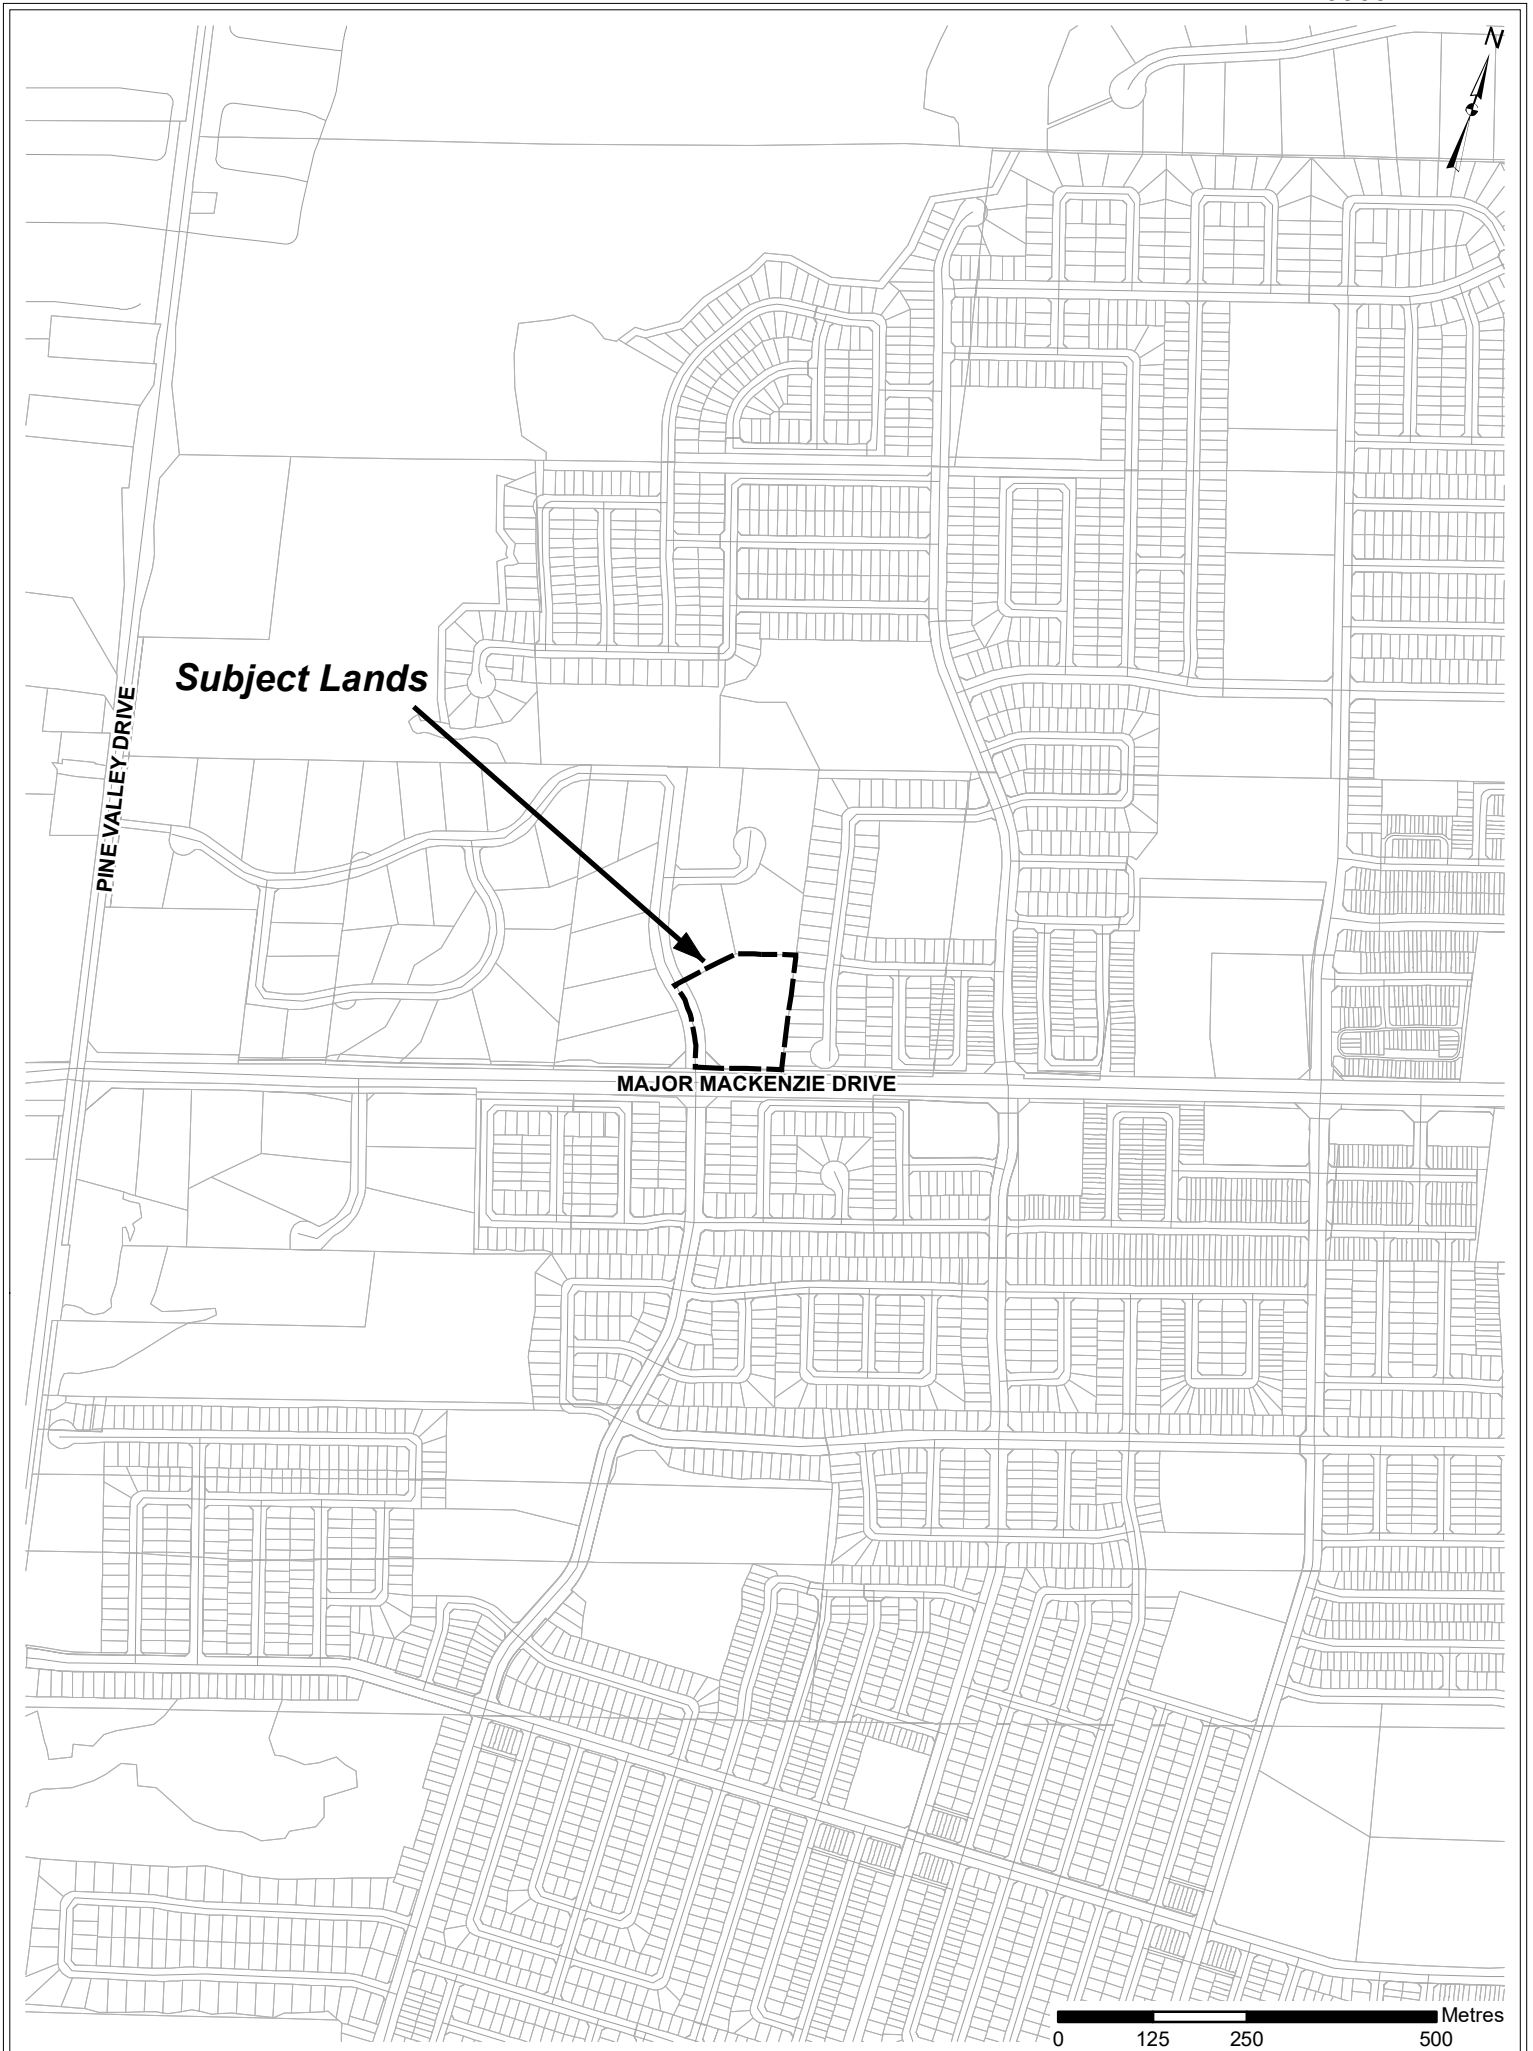 N
Subject Lands
PINE VALLEY DRIVE
MAJOR MACKENZIE DRIVE
Metres
0 125 250 500